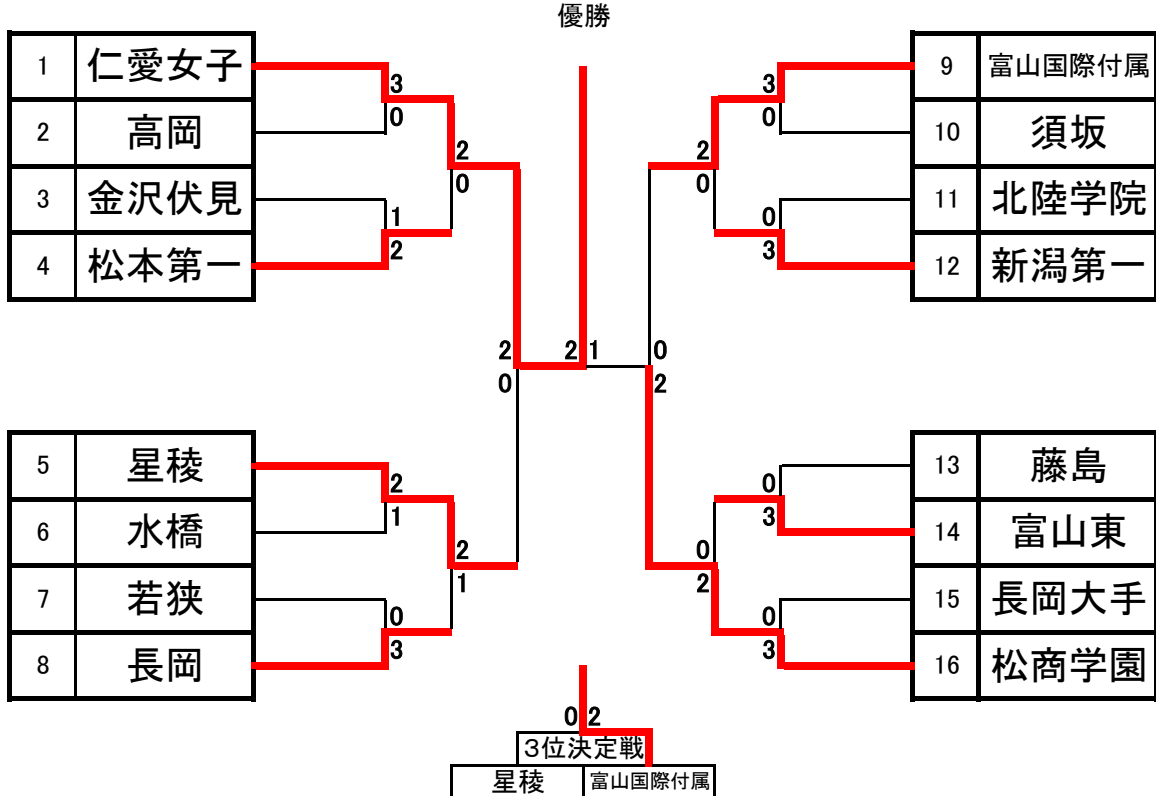 優勝
1 仁愛女子
3
0
2 高岡
2
0
3 金沢伏見
1
2
4 松本第一
2
0
5 星稜
2
1
6 水橋
2
1
7 若狭
0
3
8 長岡
2 1
9 富山国際付属
3
0
10 須坂
2
0
11 北陸学院
0
3
12 新潟第一
0
2
13 藤島
0
3
14 富山東
0
2
15 長岡大手
0
3
16 松商学園
0 2
3位決定戦
星稜 富山国際付属